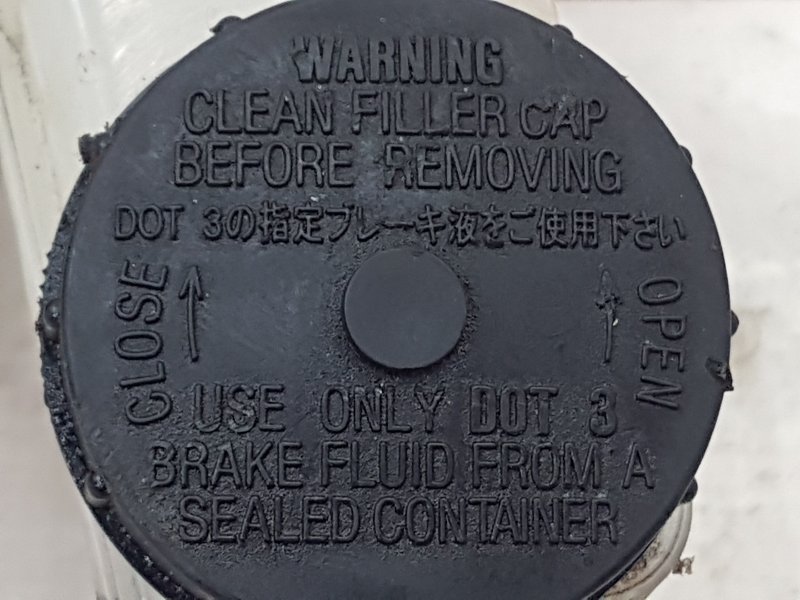 WARNING
CLEAN FILLER CAP
BEFORE REMOVING
DOT 3の指定ブレーキ液をご使用下さい
CLOSE
OPEN
USE ONLY DOT 3
BRAKE FLUID FROM A
SEALED CONTAINER